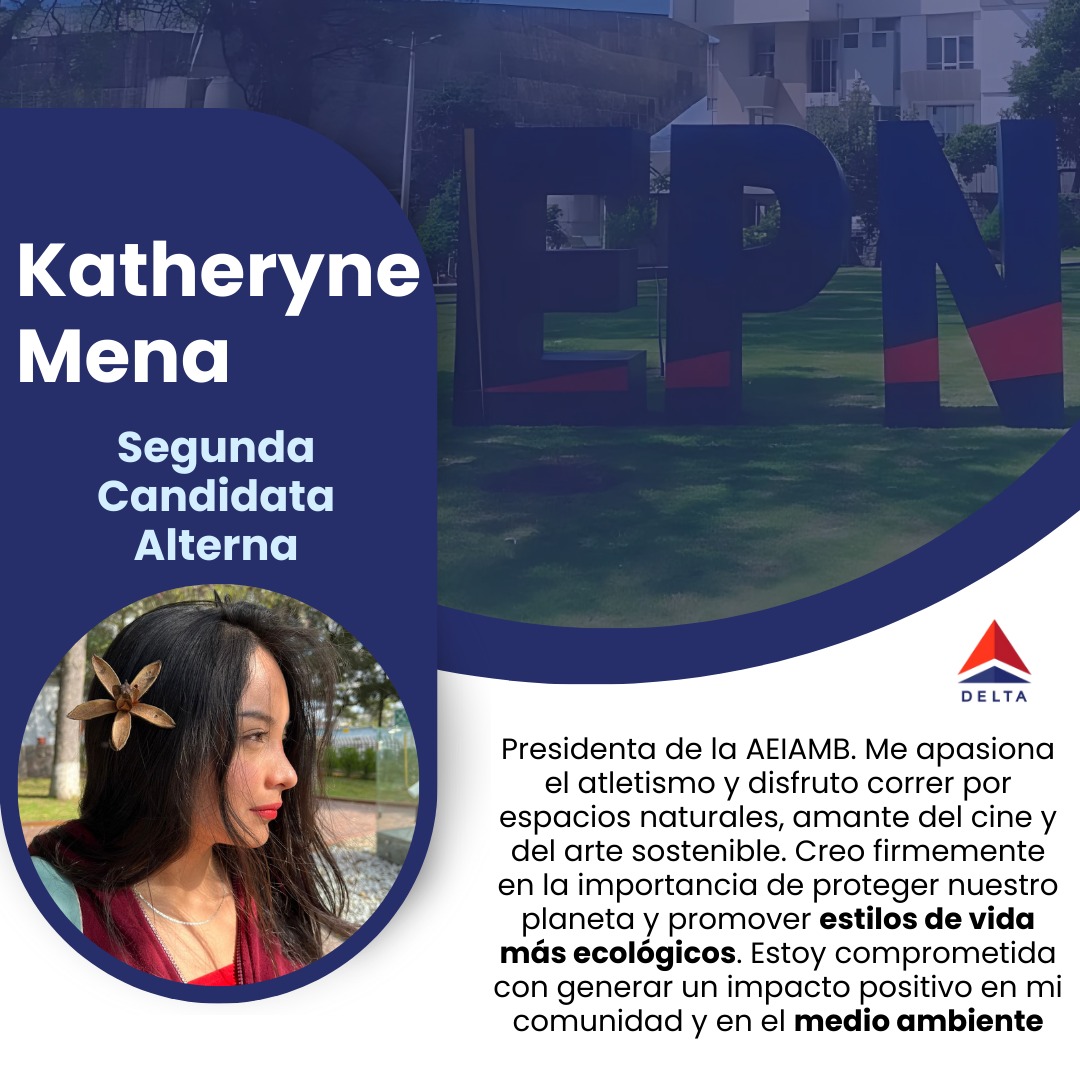 EPN
Katheryne
Mena
Segunda
Candidata
Alterna
DELTA
Presidenta de la AEIAMB. Me apasiona
el atletismo y disfruto correr por
espacios naturales, amante del cine y
del arte sostenible. Creo firmemente
en la importancia de proteger nuestro
planeta y promover estilos de vida
más ecológicos. Estoy comprometida
con generar un impacto positivo en mi
comunidad y en el medio ambiente